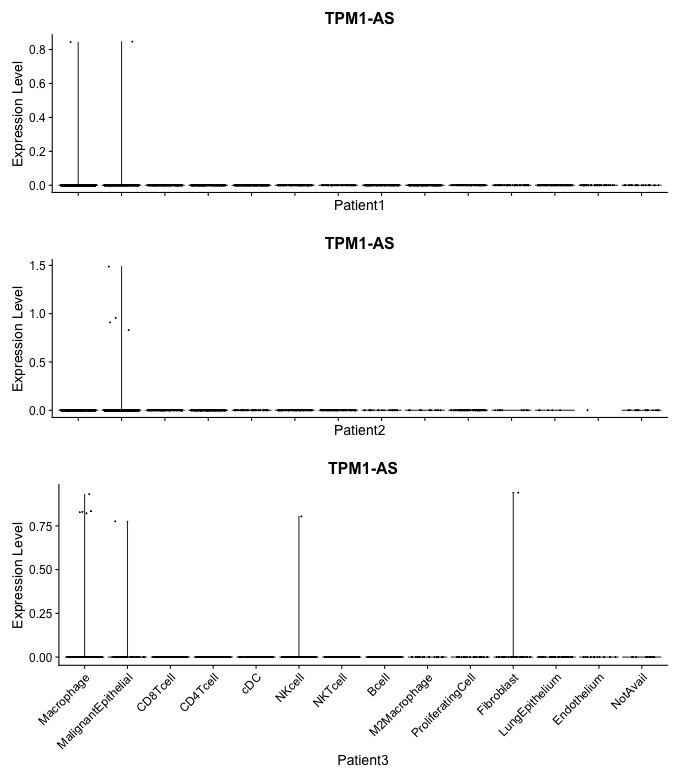 TPM1-AS
Expression Level
0.8
0.6
0.4
0.2
0.0
Patient1
TPM1-AS
Expression Level
1.5
1.0
0.5
0.0
Patient2
TPM1-AS
Expression Level
0.75
0.50
0.25
0.00
Macrophage
MalignantEpithelial
CD8Tcell
CD4Tcell
cDC
NKcell
NKTcell
Bcell
M2Macrophage
ProliferatingCell
Fibroblast
LungEpithelium
Endothelium
NotAvail
Patient3